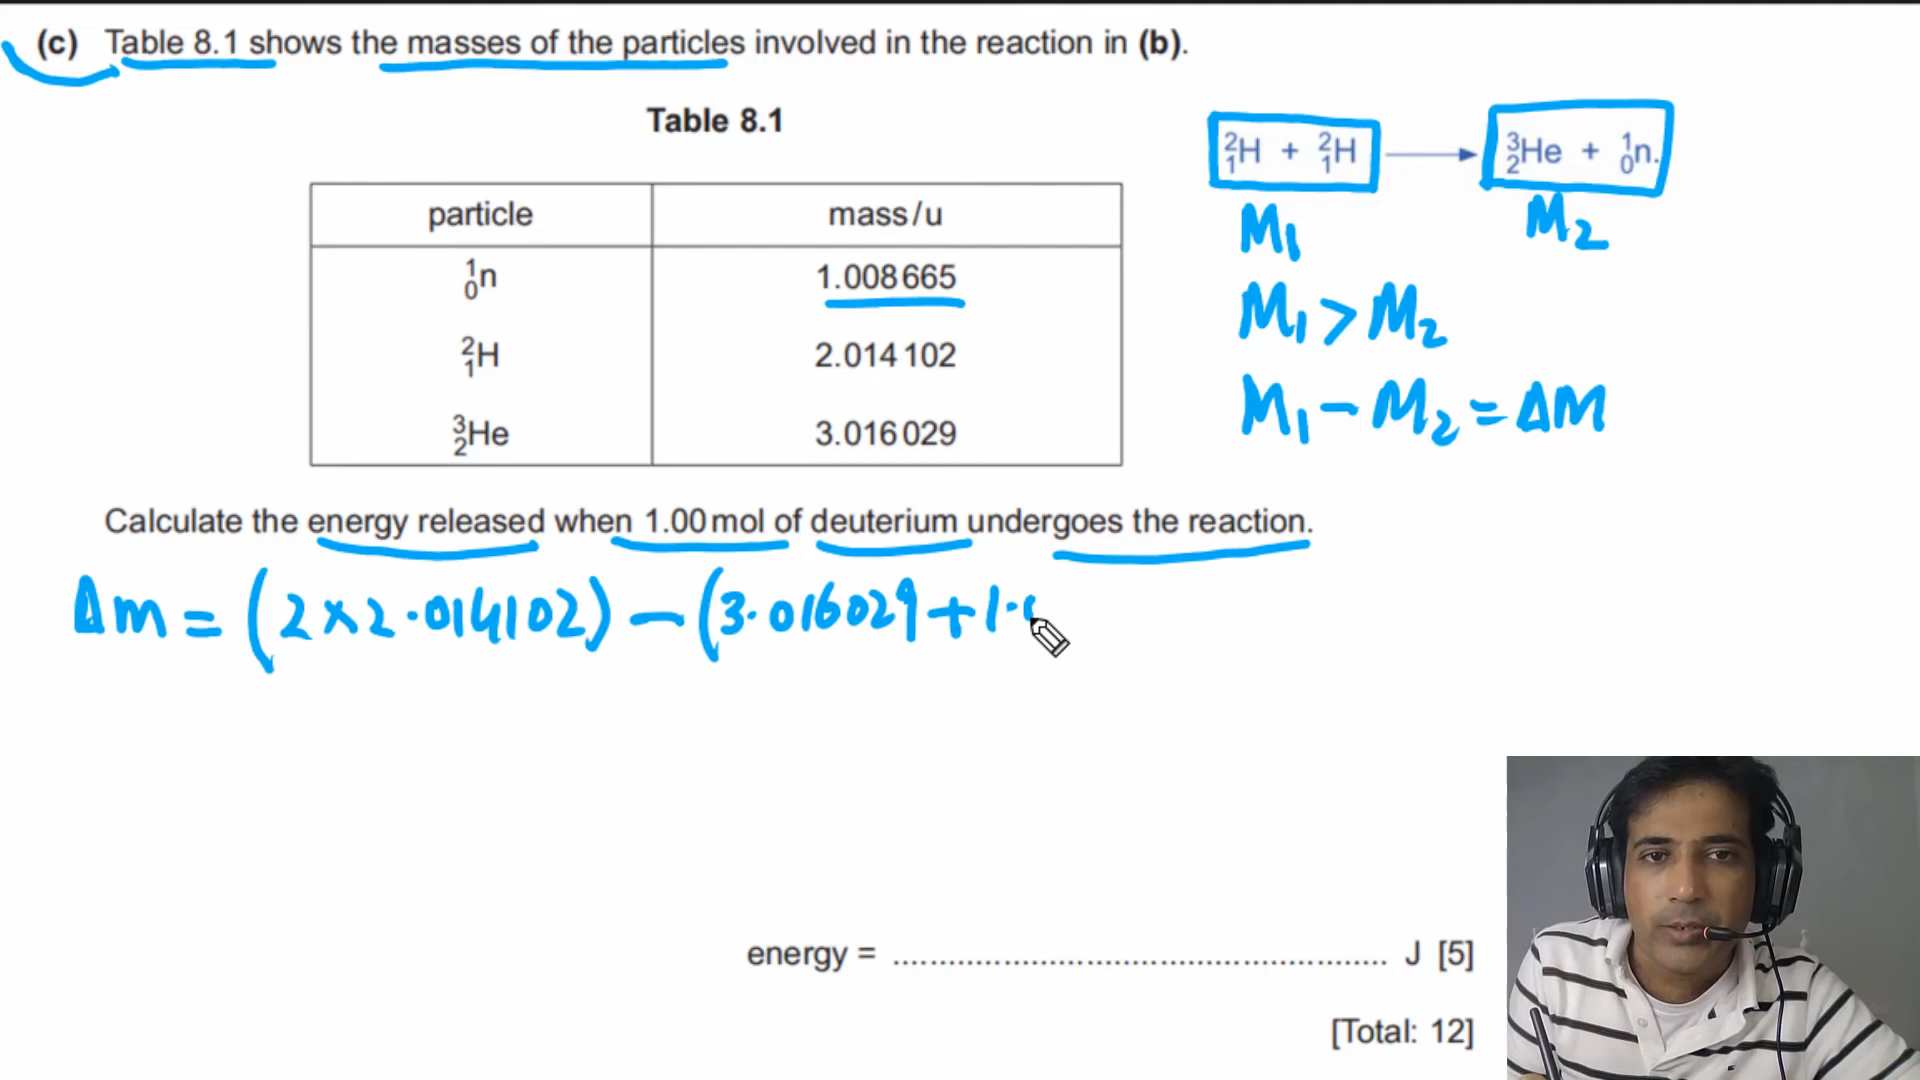 (c) Table 8.1 shows the masses of the particles involved in the reaction in (b).
Table 8.1
particle mass/u
¹₀n 1.008665
²₁H 2.014102
³₂He 3.016029
²₁H + ²₁H → ³₂He + ¹₀n.
M₁ M₂
M₁ > M₂
M₁ − M₂ = ΔM
Calculate the energy released when 1.00 mol of deuterium undergoes the reaction.
Δm = (2 × 2.014102) − (3.016029 + 1.
energy = ........................................................ J [5]
[Total: 12]